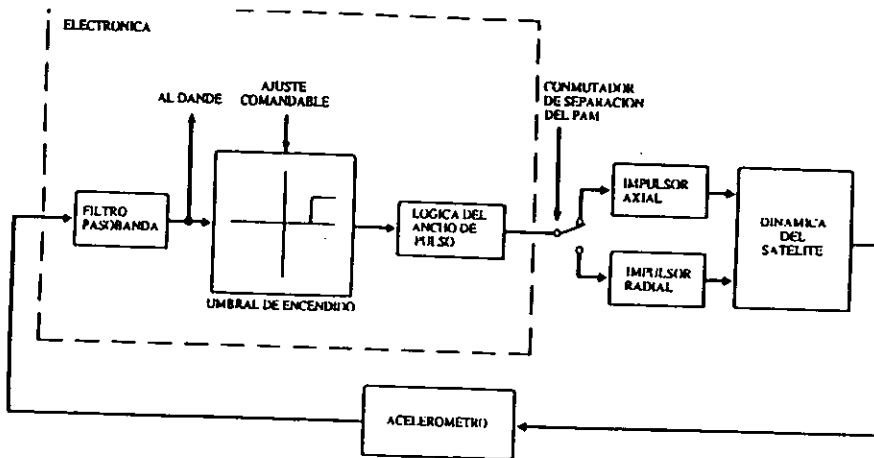 ELECTRONICA
AL DANDE
AJUSTE
COMANDABLE
CONMUTADOR
DE SEPARACION
DEL PAM
FILTRO
PASOBANDA
LOGICA DEL
ANCHO DE
PULSO
IMPULSOR
AXIAL
IMPULSOR
RADIAL
DINAMICA
DEL
SATÉLITE
UMBRAL DE ENCENDIDO
ACELEROMETRO